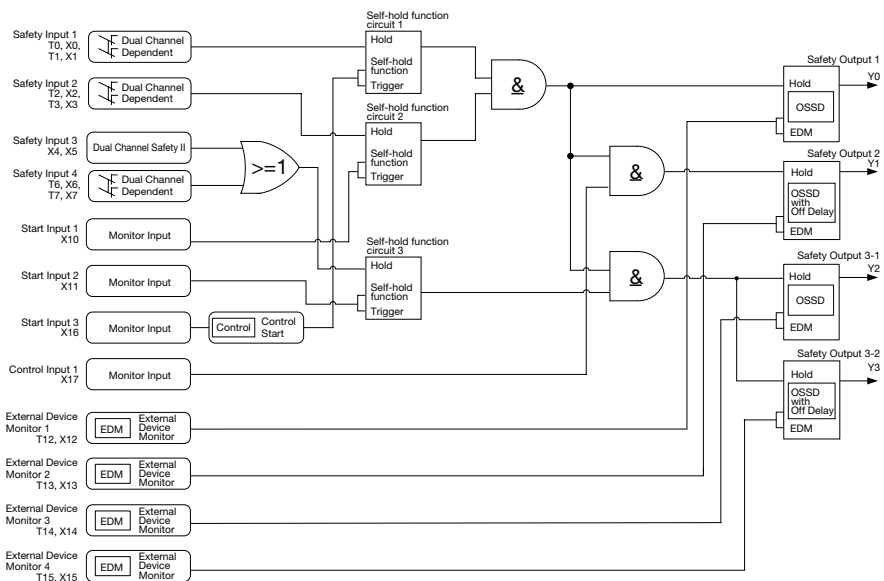 Self-hold function
circuit 1
Safety Input 1
T0, X0,
T1, X1
Dual Channel
Dependent
Hold
Self-hold
function
Trigger
Safety Input 2
T2, X2,
T3, X3
Dual Channel
Dependent
Self-hold function
circuit 2
Hold
Self-hold
function
Trigger
&
Safety Output 1
Y0
Hold
OSSD
EDM
Safety Input 3
X4, X5
Dual Channel Safety II
>=1
Safety Input 4
T6, X6,
T7, X7
Dual Channel
Dependent
&
Safety Output 2
Y1
Hold
OSSD
with
Off Delay
EDM
Start Input 1
X10
Monitor Input
Self-hold function
circuit 3
Hold
Self-hold
function
Trigger
Start Input 2
X11
Monitor Input
&
Safety Output 3-1
Y2
Hold
OSSD
EDM
Start Input 3
X16
Monitor Input
Control
Control
Start
Control Input 1
X17
Monitor Input
Safety Output 3-2
Y3
Hold
OSSD
with
Off Delay
EDM
External Device
Monitor 1
T12, X12
EDM
External
Device
Monitor
External Device
Monitor 2
T13, X13
EDM
External
Device
Monitor
External Device
Monitor 3
T14, X14
EDM
External
Device
Monitor
External Device
Monitor 4
T15, X15
EDM
External
Device
Monitor